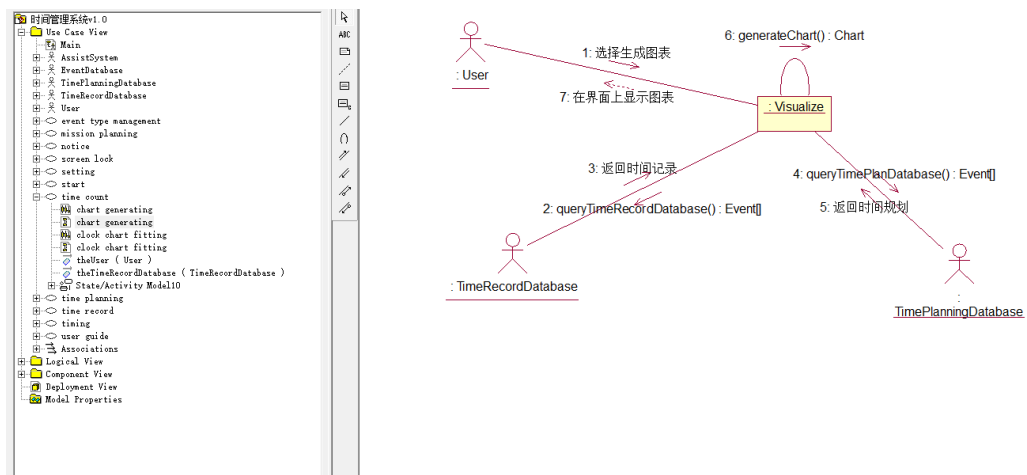 时间管理系统v1.0
Use Case View
Main
AssistSystem
EventDatabase
TimePlanningDatabase
TimeRecordDatabase
User
event type management
mission planning
notice
screen lock
setting
start
time count
chart generating
chart generating
clock chart fitting
clock chart fitting
theUser ( User )
theTimeRecordDatabase ( TimeRecordDatabase )
State/Activity Model10
time planning
time record
timing
user guide
Associations
Logical View
Component View
Deployment View
Model Properties
ABC
: User
1: 选择生成图表
7: 在界面上显示图表
6: generateChart() : Chart
: Visualize
3: 返回时间记录
2: queryTimeRecordDatabase() : Event[]
4: queryTimePlanDatabase() : Event[]
5: 返回时间规划
: TimeRecordDatabase
:
TimePlanningDatabase